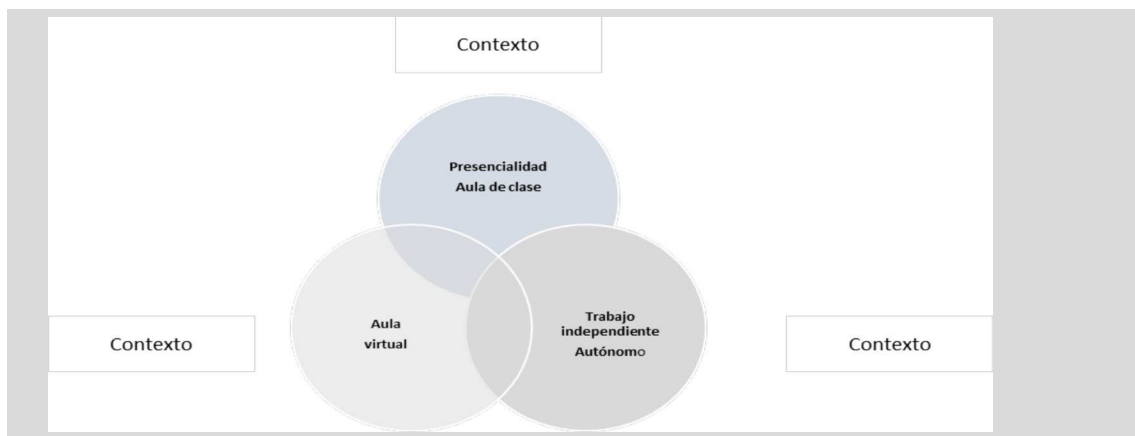 Contexto
Presencialidad
Aula de clase
Aula
virtual
Trabajo
independiente
Autónomo
Contexto
Contexto